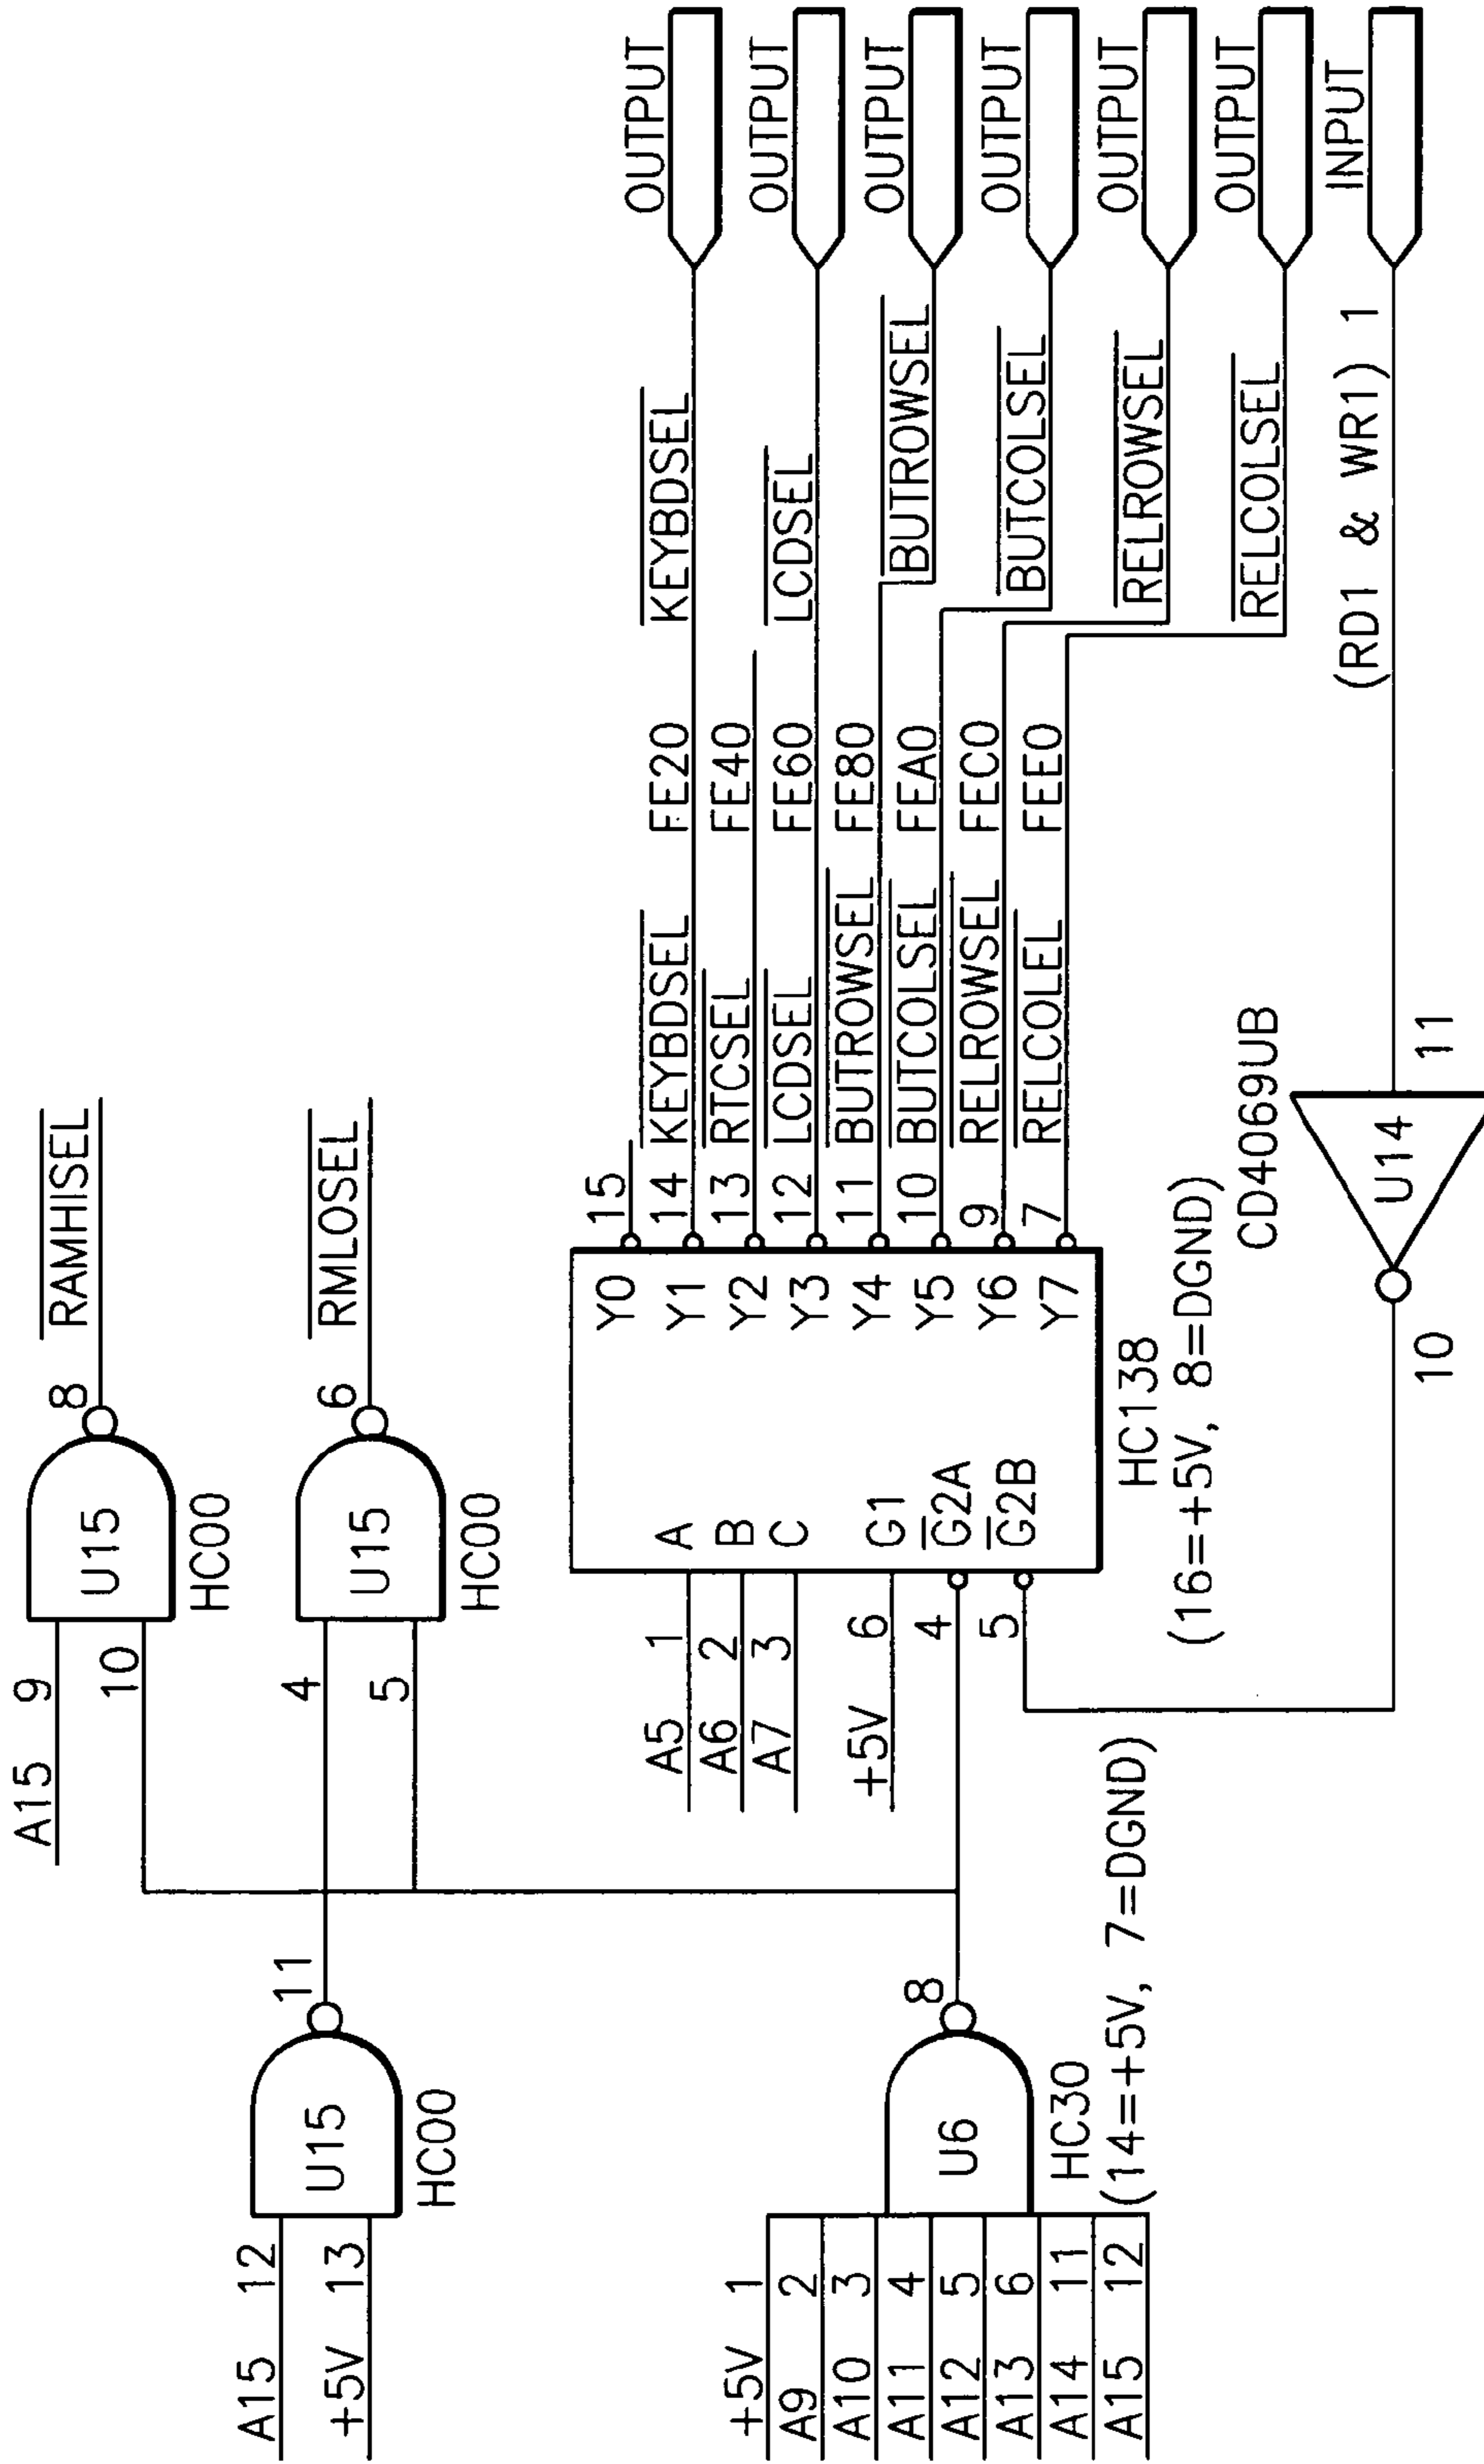 A15 9
10
U15
HC00
8
RAMHISEL
A15 12
+5V 13
U15
HC00
11
4
5
U15
HC00
6
RMLOSEL
+5V 1
A9 2
A10 3
A11 4
A12 5
A13 6
A14 11
A15 12
U6
HC30
(14=+5V, 7=DGND)
8
A5 1
A6 2
A7 3
+5V 6
4
5
A
B
C
G1
G2A
G2B
Y0
Y1
Y2
Y3
Y4
Y5
Y6
Y7
HC138
(16=+5V, 8=DGND)
15
14 KEYBDSEL FE20 KEYBDSEL OUTPUT
13 RTCSEL FE40
12 LCDSEL FE60 LCDSEL OUTPUT
11 BUTROWSEL FE80 BUTROWSEL OUTPUT
10 BUTCOLSEL FEA0 BUTCOLSEL OUTPUT
9 RELROWSEL FEC0 RELROWSEL OUTPUT
7 RELCOLEL FEE0 RELCOLSEL OUTPUT
CD4069UB
10
U14
11
(RD1 & WR1) 1 INPUT